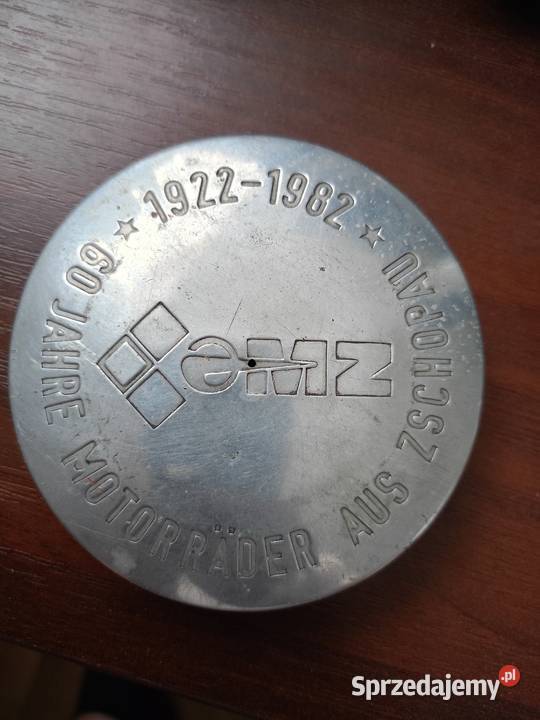 ★ 1922-1982 ★
60 JAHRE MOTORRÄDER AUS ZSCHOPAU
MZ
Sprzedajemy.pl